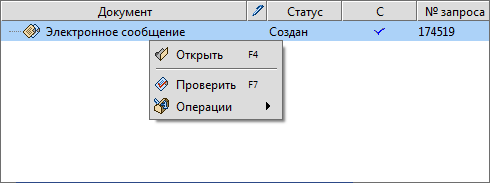 Документ Статус С № запроса
Электронное сообщение Создан 174519
Открыть F4
Проверить F7
Операции